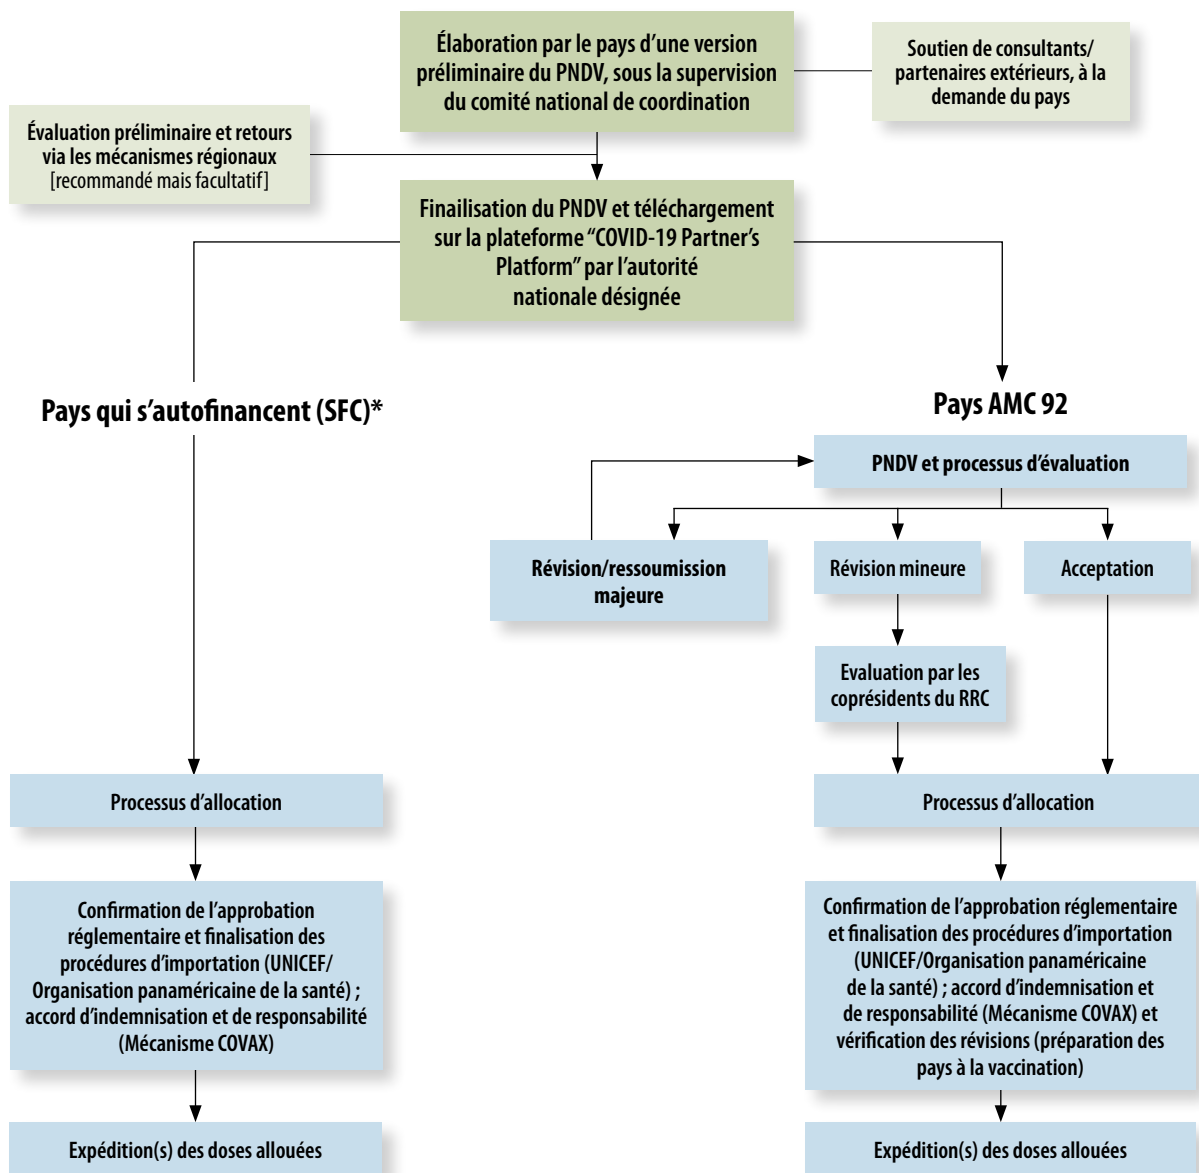 Élaboration par le pays d’une version
préliminaire du PNDV, sous la supervision
du comité national de coordination
Soutien de consultants/
partenaires extérieurs, à la
demande du pays
Évaluation préliminaire et retours
via les mécanismes régionaux
[recommandé mais facultatif]
Finailisation du PNDV et téléchargement
sur la plateforme “COVID-19 Partner’s
Platform” par l’autorité
nationale désignée
Pays qui s’autofinancent (SFC)*
Pays AMC 92
PNDV et processus d’évaluation
Révision/ressoumission
majeure
Révision mineure
Acceptation
Evaluation par les
coprésidents du RRC
Processus d’allocation
Processus d’allocation
Confirmation de l’approbation
réglementaire et finalisation des
procédures d’importation (UNICEF/
Organisation panaméricaine de la santé) ;
accord d’indemnisation et de responsabilité
(Mécanisme COVAX)
Confirmation de l’approbation réglementaire
et finalisation des procédures d’importation
(UNICEF/Organisation panaméricaine
de la santé) ; accord d’indemnisation et
de responsabilité (Mécanisme COVAX) et
vérification des révisions (préparation des
pays à la vaccination)
Expédition(s) des doses allouées
Expédition(s) des doses allouées